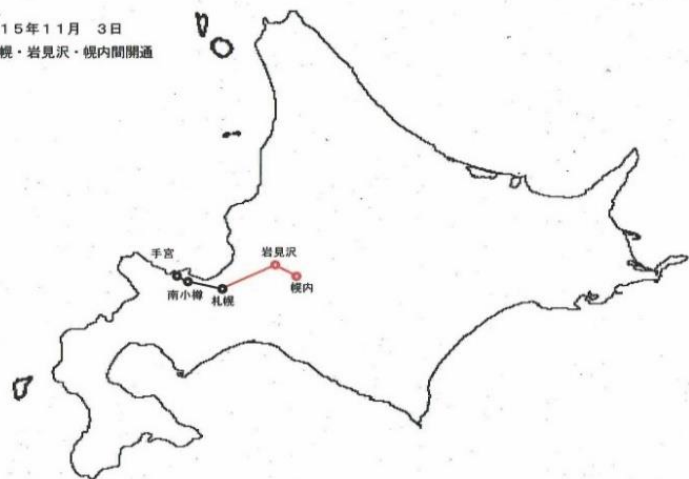 15年11月 3日
幌・岩見沢・幌内間開通
手宮
岩見沢
南小樽
札幌
幌内